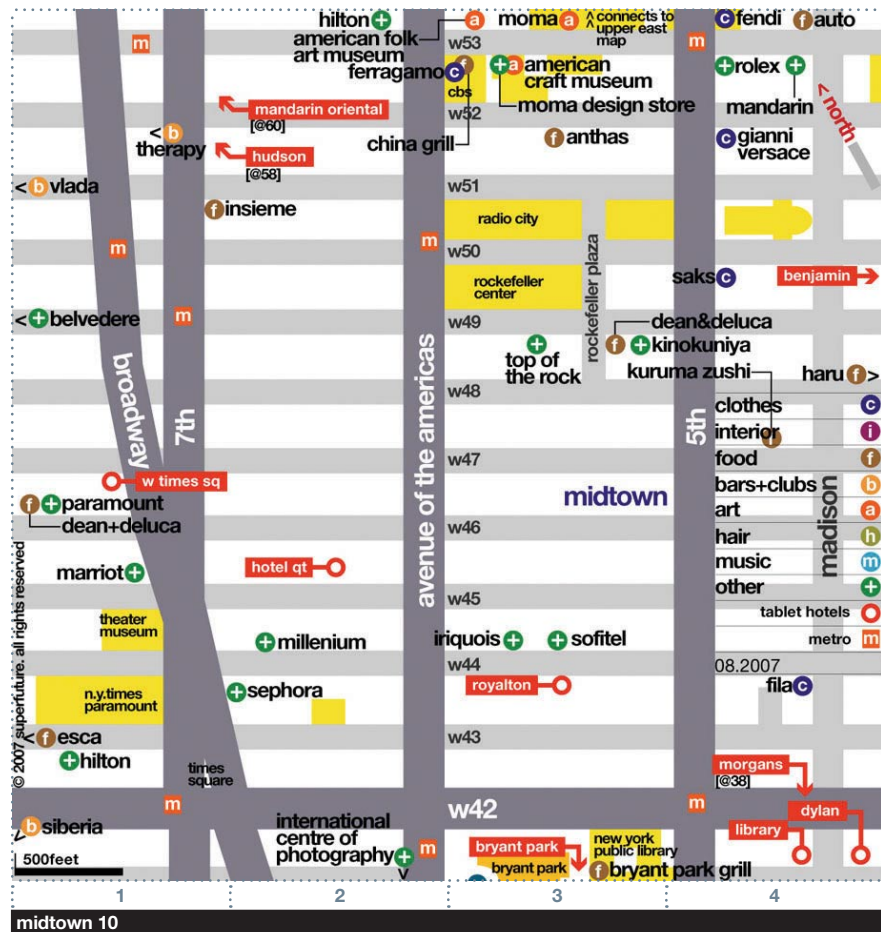 hilton
a
moma
a
<< connects to
upper east
map
c
fendi
f
auto
american folk
art museum
m
w53
m
ferragamo
c
f
cbs
a
american
craft museum
rolex
mandarin
moma design store
mandarin oriental
[@60]
w52
< north
<
b
therapy
china grill
f
anthas
c
gianni
versace
hudson
[@58]
<
b
vlada
w51
f
insieme
radio city
m
m
w50
rockefeller plaza
saks
c
benjamin
rockefeller
center
<
belvedere
m
w49
dean&deluca
top of
the rock
f
kinokuniya
kuruma zushi
haru
f
>
broadway
7th
avenue of the americas
5th
madison
w48
clothes
c
interior
i
f
w47
food
f
w times sq
bars+clubs
b
midtown
f
paramount
dean+deluca
art
a
w46
hair
h
music
m
marriot
hotel qt
other
w45
tablet hotels
theater
museum
millenium
iriquois
sofitel
metro
m
w44
08.2007
n.y.times
paramount
sephora
royalton
fila
c
<
f
esca
w43
hilton
times
square
morgans
[@38]
m
w42
m
dylan
b
siberia
<
international
centre of
photography
m
library
bryant park
new york
public library
500feet
bryant park
f
bryant park grill
© 2007 superfuture. all rights reserved
1
2
3
4
midtown 10